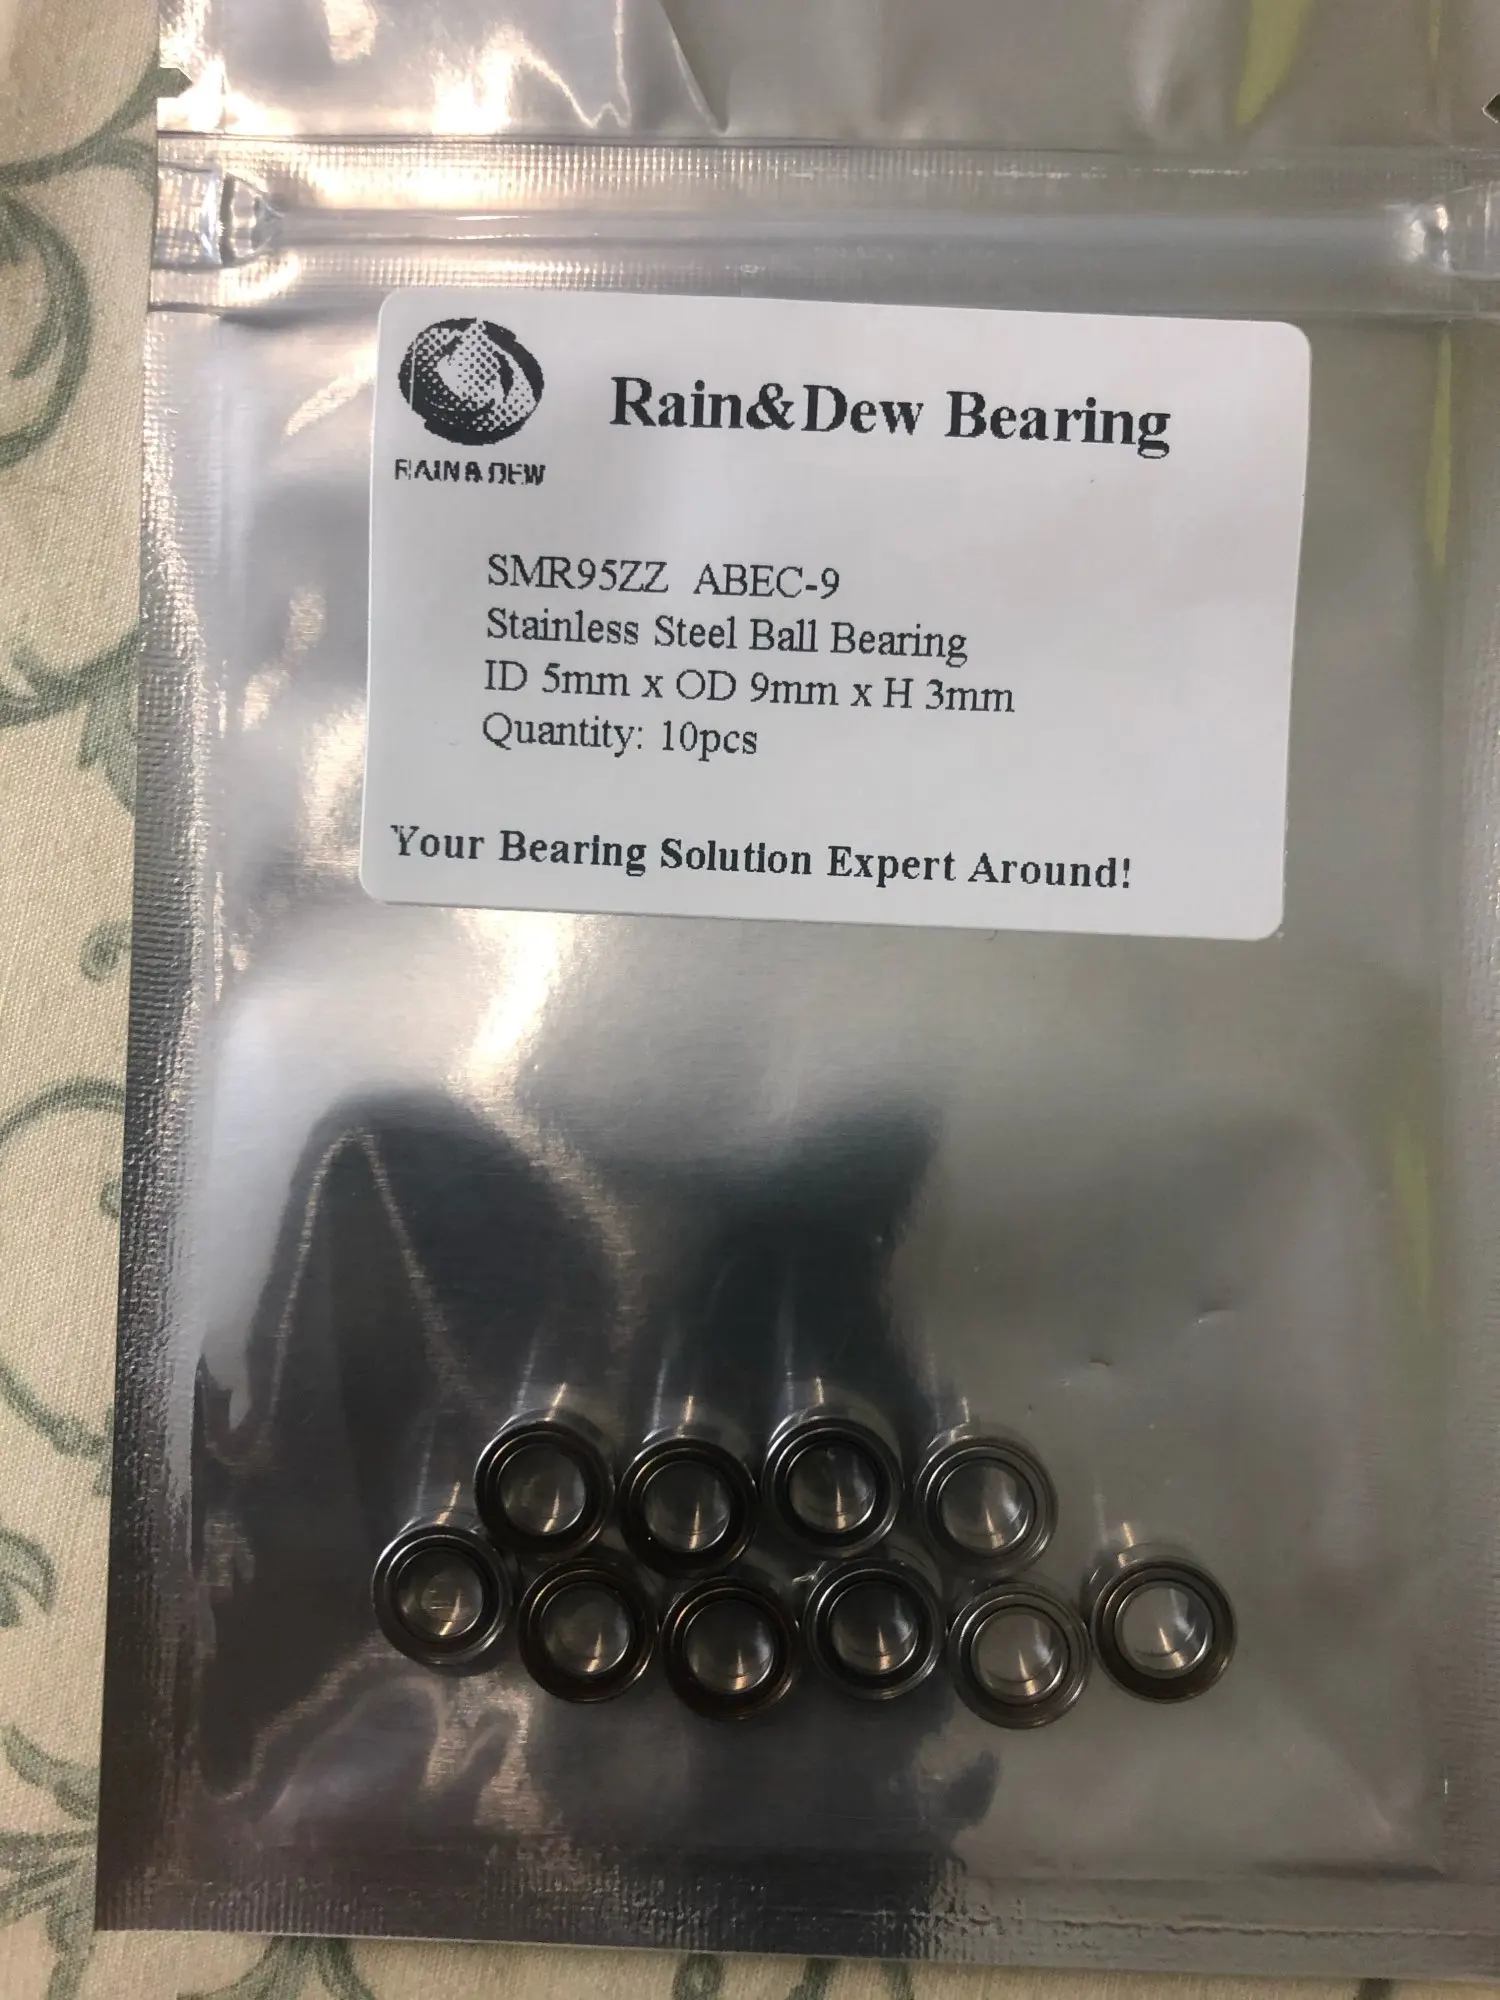 Rain&Dew Bearing
RAIN & DEW
SMR95ZZ ABEC-9
Stainless Steel Ball Bearing
ID 5mm x OD 9mm x H 3mm
Quantity: 10pcs
Your Bearing Solution Expert Around!